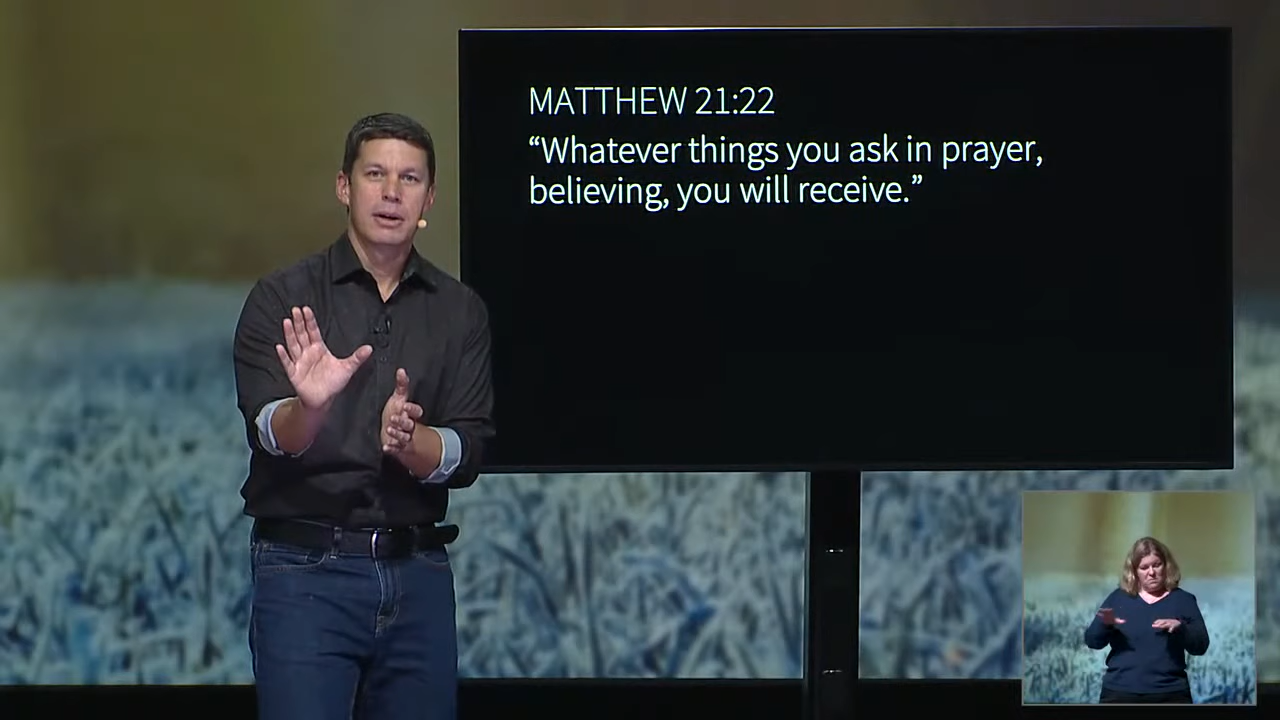 MATTHEW 21:22
“Whatever things you ask in prayer,
believing, you will receive.”